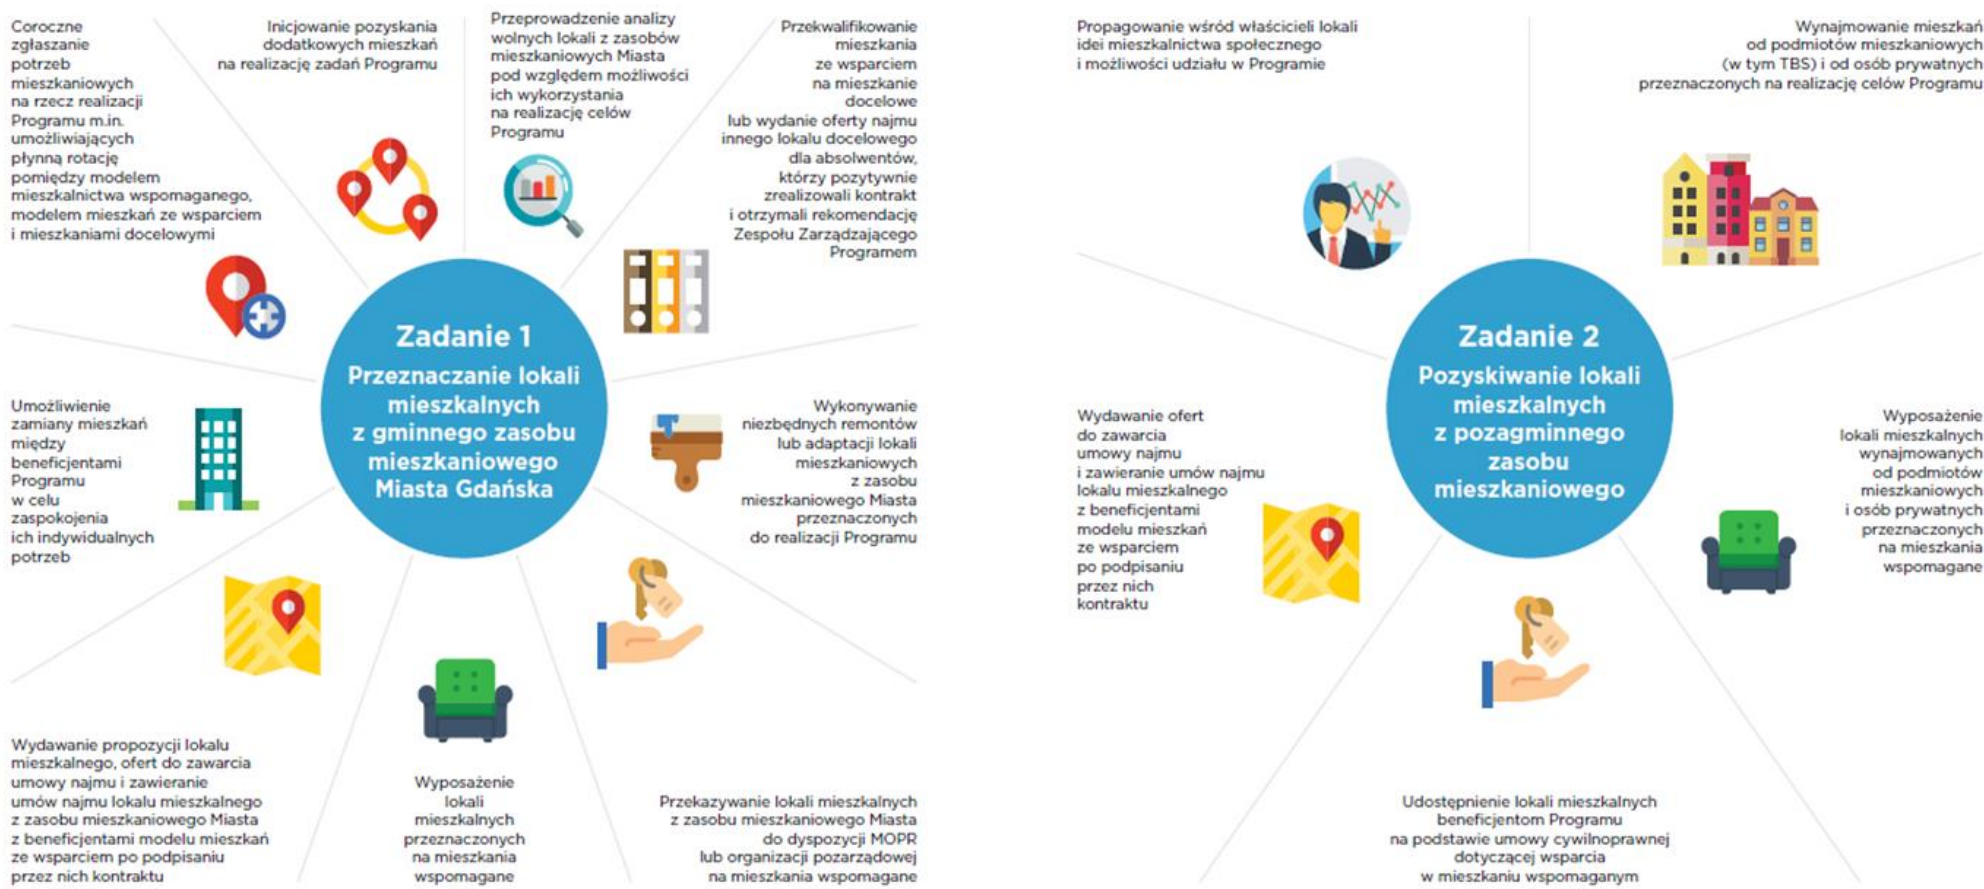 Coroczne
zgłaszanie
potrzeb
mieszkaniowych
na rzecz realizacji
Programu m.in.
umożliwiających
płynną rotację
pomiędzy modelem
mieszkalnictwa wspomaganego,
modelem mieszkań ze wsparciem
i mieszkaniami docelowymi
Inicjowanie pozyskania
dodatkowych mieszkań
na realizację zadań Programu
Przeprowadzenie analizy
wolnych lokali z zasobów
mieszkaniowych Miasta
pod względem możliwości
ich wykorzystania
na realizację celów
Programu
Przekwalifikowanie
mieszkania
ze wsparciem
na mieszkanie
docelowe
lub wydanie oferty najmu
innego lokalu docelowego
dla absolwentów,
którzy pozytywnie
zrealizowali kontrakt
i otrzymali rekomendację
Zespołu Zarządzającego
Programem
Zadanie 1
Przeznaczanie lokali
mieszkalnych
z gminnego zasobu
mieszkaniowego
Miasta Gdańska
Umożliwienie
zamiany mieszkań
między
beneficjentami
Programu
w celu
zaspokojenia
ich indywidualnych
potrzeb
Wykonywanie
niezbędnych remontów
lub adaptacji lokali
mieszkaniowych
z zasobu
mieszkaniowego Miasta
przeznaczonych
do realizacji Programu
Wydawanie propozycji lokalu
mieszkalnego, ofert do zawarcia
umowy najmu i zawieranie
umów najmu lokalu mieszkalnego
z zasobu mieszkaniowego Miasta
z beneficjentami modelu mieszkań
ze wsparciem po podpisaniu
przez nich kontraktu
Wyposażenie
lokali
mieszkalnych
przeznaczonych
na mieszkania
wspomagane
Przekazywanie lokali mieszkalnych
z zasobu mieszkaniowego Miasta
do dyspozycji MOPR
lub organizacji pozarządowej
na mieszkania wspomagane
Propagowanie wśród właścicieli lokali
idei mieszkalnictwa społecznego
i możliwości udziału w Programie
Wynajmowanie mieszkań
od podmiotów mieszkaniowych
(w tym TBS) i od osób prywatnych
przeznaczonych na realizację celów Programu
Zadanie 2
Pozyskiwanie lokali
mieszkalnych
z pozagminnego
zasobu
mieszkaniowego
Wydawanie ofert
do zawarcia
umowy najmu
i zawieranie umów najmu
lokalu mieszkalnego
z beneficjentami
modelu mieszkań
ze wsparciem
po podpisaniu
przez nich
kontraktu
Wyposażenie
lokali mieszkalnych
wynajmowanych
od podmiotów
mieszkaniowych
i osób prywatnych
przeznaczonych
na mieszkania
wspomagane
Udostępnienie lokali mieszkalnych
beneficjentom Programu
na podstawie umowy cywilnoprawnej
dotyczącej wsparcia
w mieszkaniu wspomaganym